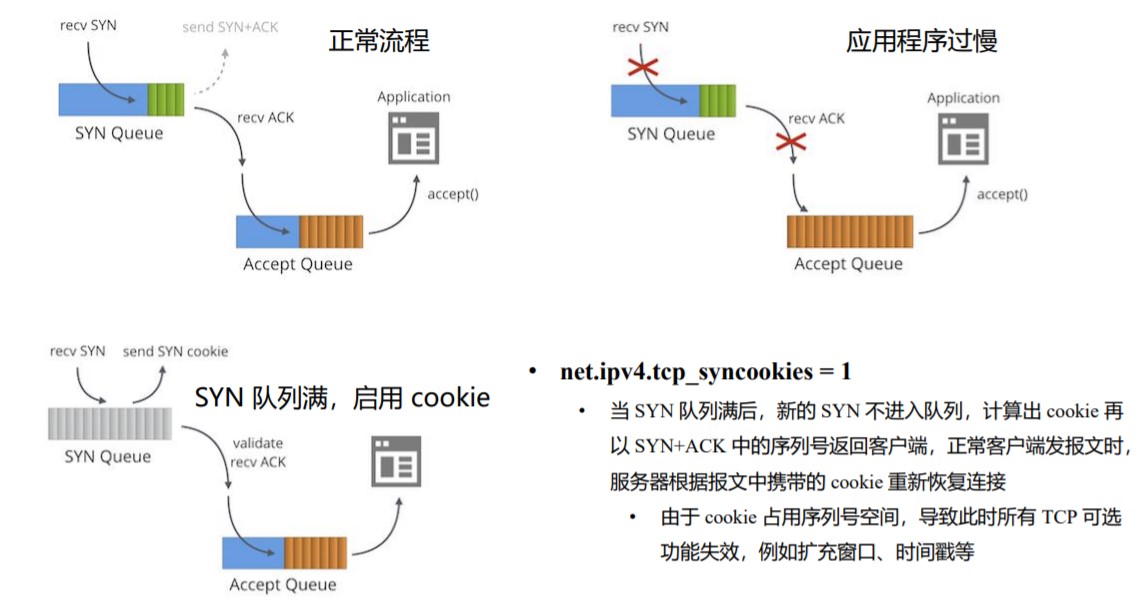 recv SYN
send SYN+ACK
正常流程
SYN Queue
recv ACK
Application
accept()
Accept Queue
recv SYN
应用程序过慢
SYN Queue
recv ACK
Application
accept()
Accept Queue
recv SYN
send SYN cookie
SYN 队列满，启用 cookie
SYN Queue
validate
recv ACK
Accept Queue
• net.ipv4.tcp_syncookies = 1
• 当 SYN 队列满后，新的 SYN 不进入队列，计算出 cookie 再
以 SYN+ACK 中的序列号返回客户端，正常客户端发报文时，
服务器根据报文中携带的 cookie 重新恢复连接
• 由于 cookie 占用序列号空间，导致此时所有 TCP 可选
功能失效，例如扩充窗口、时间戳等